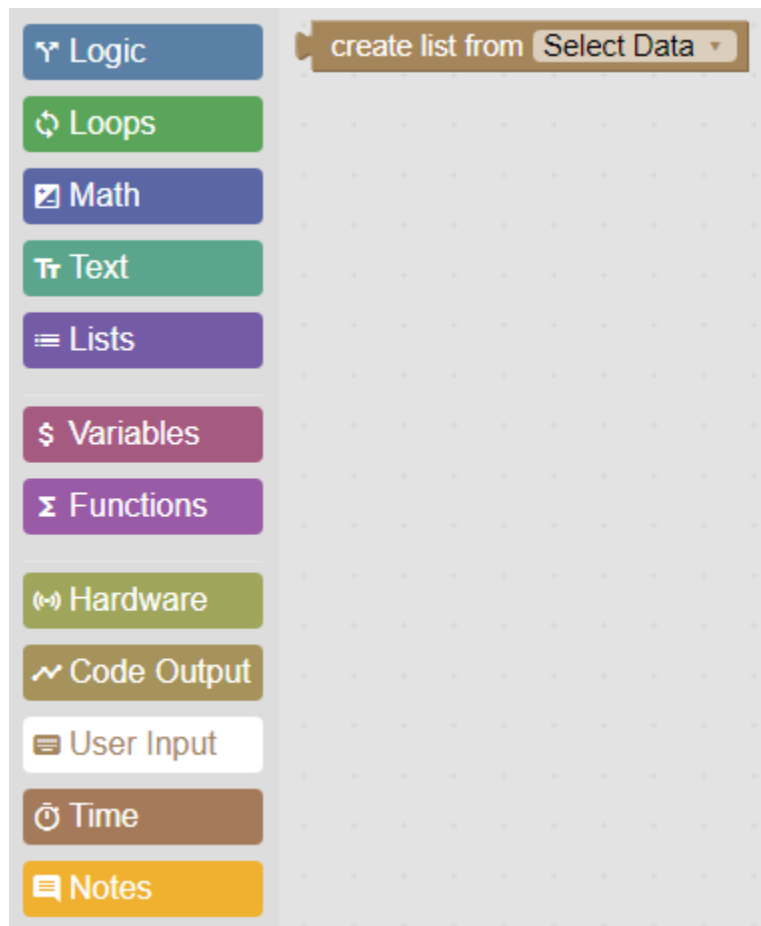 Logic
create list from Select Data
Loops
Math
Text
Lists
$ Variables
Σ Functions
Hardware
Code Output
User Input
Time
Notes